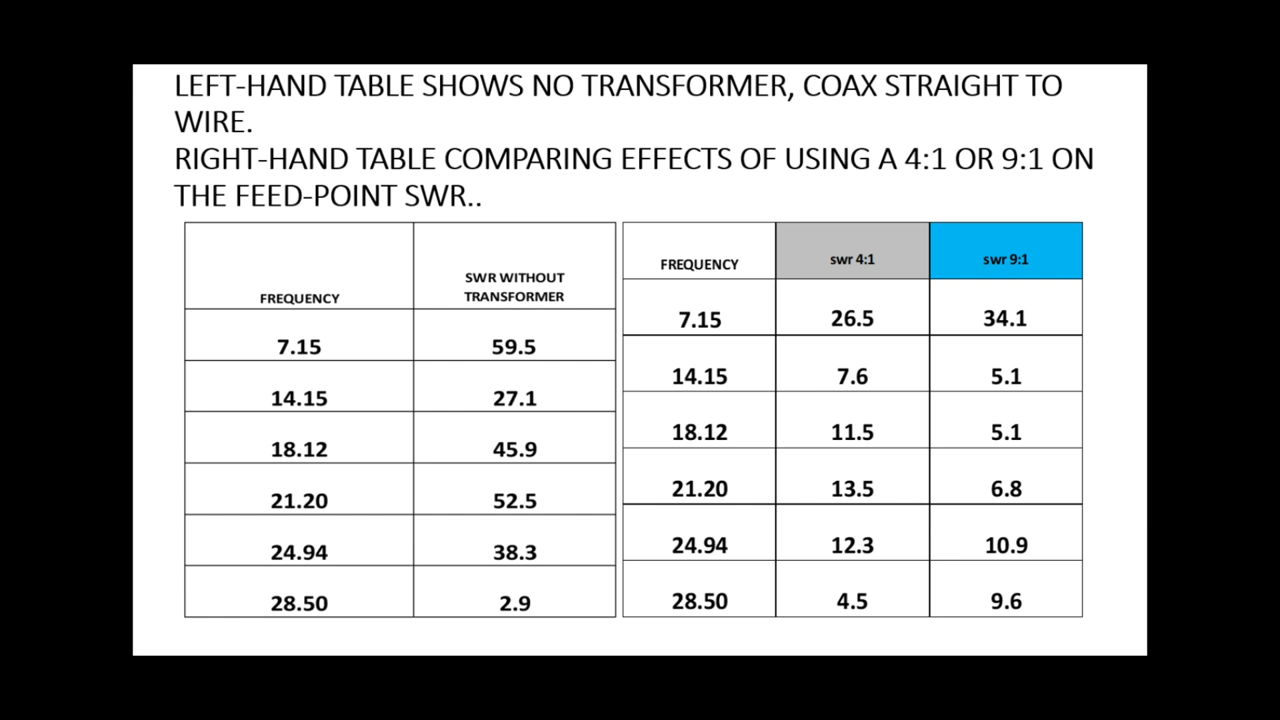 LEFT-HAND TABLE SHOWS NO TRANSFORMER, COAX STRAIGHT TO
WIRE.
RIGHT-HAND TABLE COMPARING EFFECTS OF USING A 4:1 OR 9:1 ON
THE FEED-POINT SWR..
FREQUENCY SWR WITHOUT
TRANSFORMER
7.15 59.5
14.15 27.1
18.12 45.9
21.20 52.5
24.94 38.3
28.50 2.9
FREQUENCY swr 4:1 swr 9:1
7.15 26.5 34.1
14.15 7.6 5.1
18.12 11.5 5.1
21.20 13.5 6.8
24.94 12.3 10.9
28.50 4.5 9.6